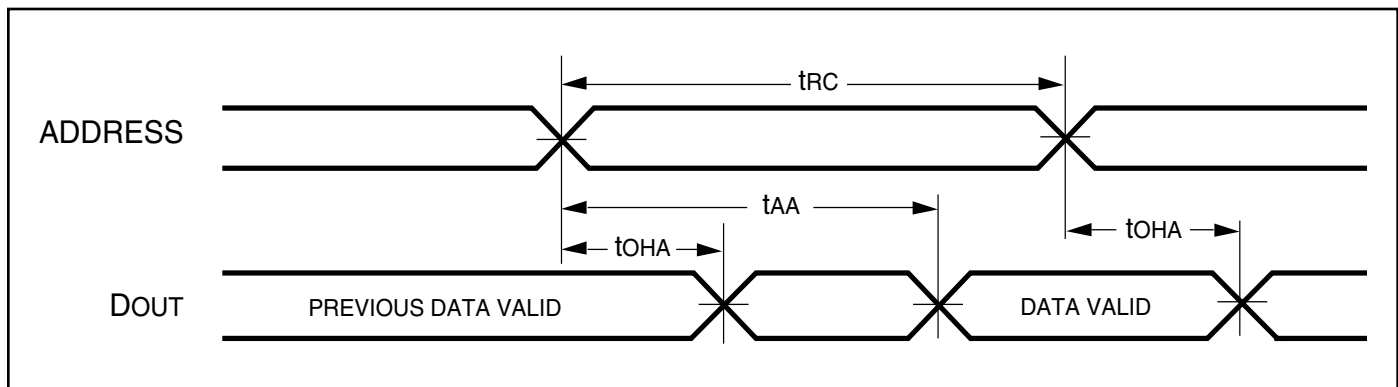 tRC
ADDRESS
tAA
tOHA
tOHA
DOUT
PREVIOUS DATA VALID
DATA VALID